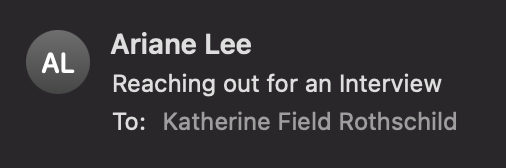 AL
Ariane Lee
Reaching out for an Interview
To: Katherine Field Rothschild